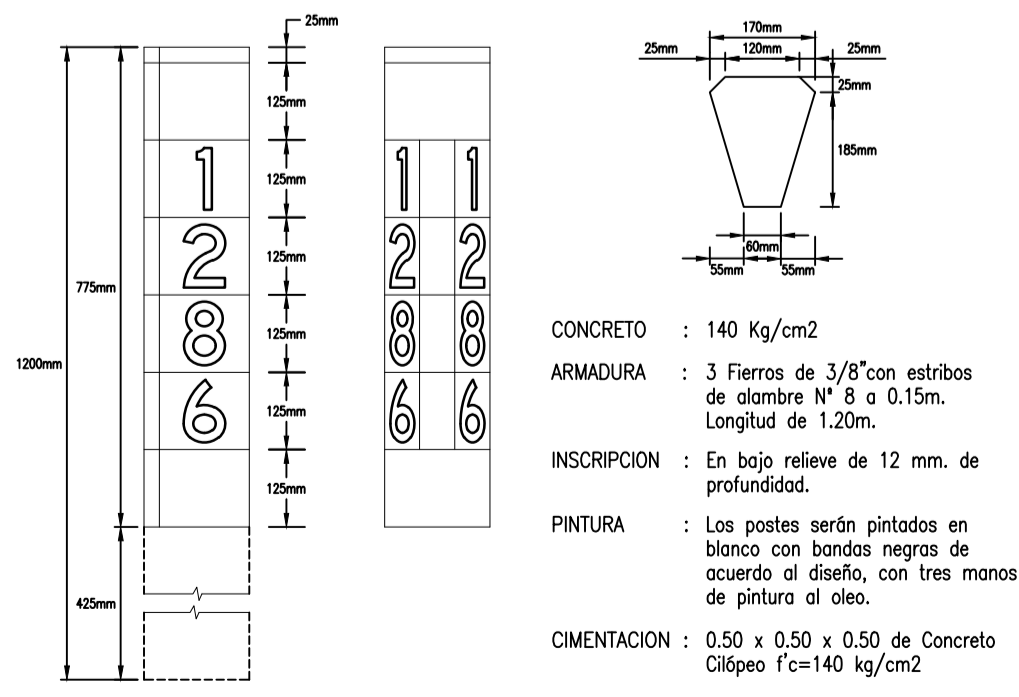 25mm
125mm
125mm
125mm
125mm
125mm
125mm
775mm
1200mm
425mm
1
2
8
6
1 1
2 2
8 8
6 6
170mm
25mm 120mm 25mm
25mm
185mm
60mm
55mm 55mm
CONCRETO : 140 Kg/cm2
ARMADURA : 3 Fierros de 3/8"con estribos
de alambre N° 8 a 0.15m.
Longitud de 1.20m.
INSCRIPCION : En bajo relieve de 12 mm. de
profundidad.
PINTURA : Los postes serán pintados en
blanco con bandas negras de
acuerdo al diseño, con tres manos
de pintura al oleo.
CIMENTACION : 0.50 x 0.50 x 0.50 de Concreto
Cilópeo f'c=140 kg/cm2